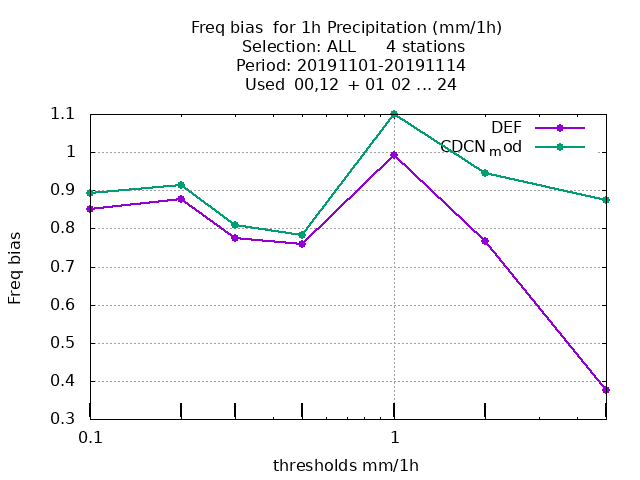 Freq bias for 1h Precipitation (mm/1h)
Selection: ALL 4 stations
Period: 20191101-20191114
Used 00,12 + 01 02 ... 24
DEF
CDCNmod
1.1
1
0.9
0.8
0.7
0.6
0.5
0.4
0.3
Freq bias
0.1 1
thresholds mm/1h